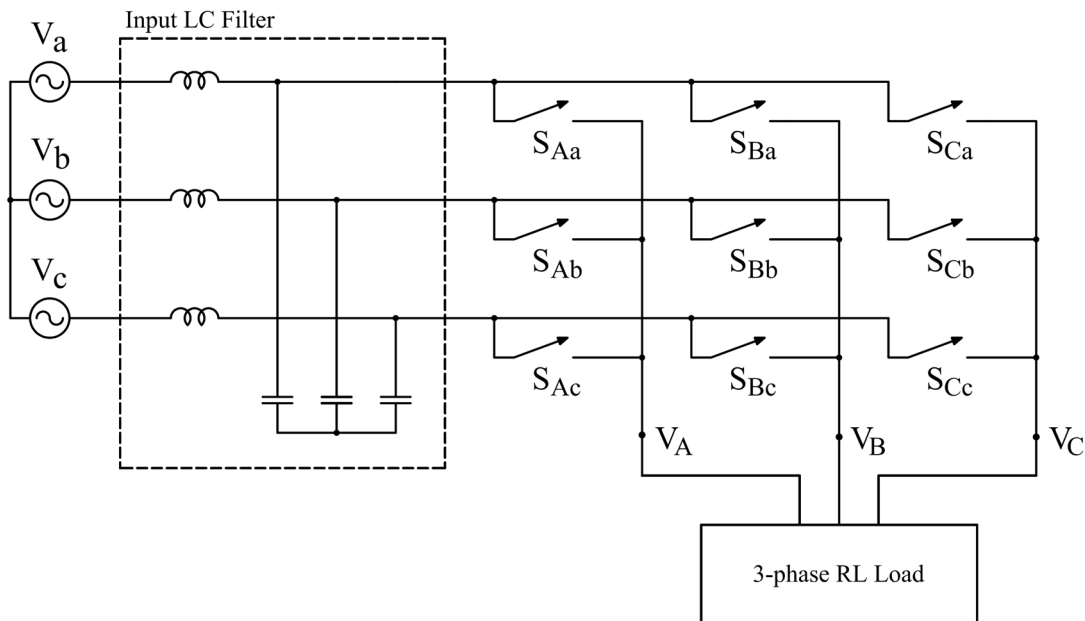 Input LC Filter
Va
Vb
Vc
SAa
SBa
SCa
SAb
SBb
SCb
SAc
SBc
SCc
VA
VB
VC
3-phase RL Load